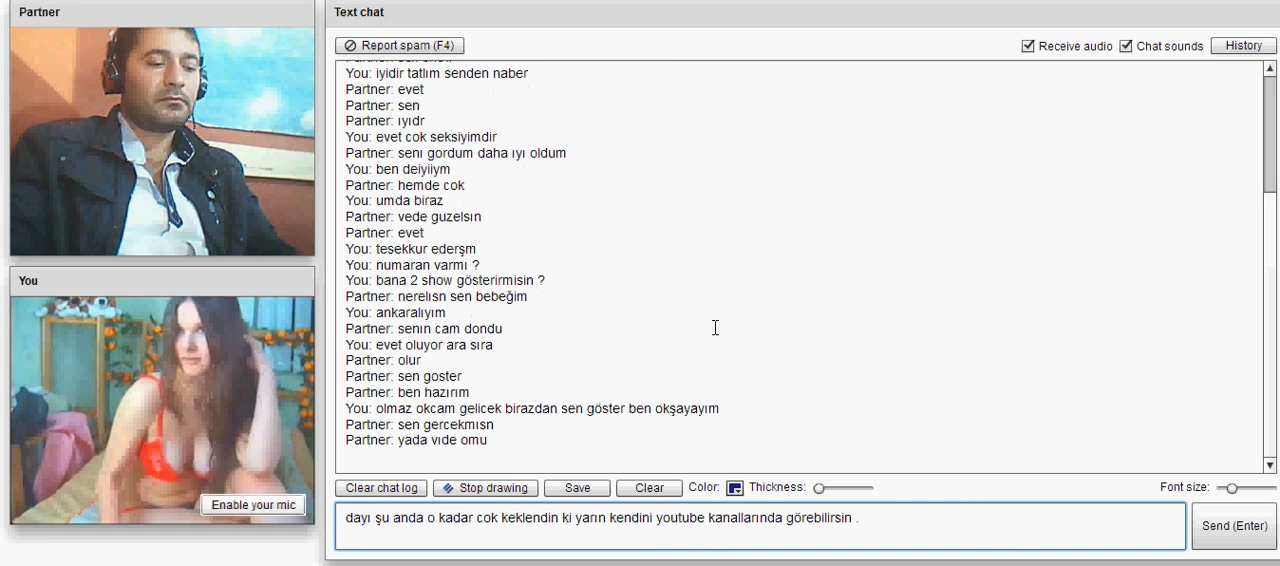 Partner
Text chat
Report spam (F4)
Receive audio
Chat sounds
History
You: iyidir tatlım senden naber
Partner: evet
Partner: sen
Partner: ıyıdr
You: evet cok seksiyimdir
Partner: senı gordum daha ıyı oldum
You: ben deiyiiym
Partner: hemde cok
You: umda biraz
Partner: vede guzelsın
Partner: evet
You: tesekkur ederşm
You: numaran varmı ?
You: bana 2 show gösterirmisin ?
Partner: nerelısn sen bebeğim
You: ankaralıyım
Partner: senın cam dondu
You: evet oluyor ara sıra
Partner: olur
Partner: sen goster
Partner: ben hazırım
You: olmaz okcam gelicek birazdan sen göster ben okşayayım
Partner: sen gercekmısn
Partner: yada vıde omu
You
Enable your mic
Clear chat log
Stop drawing
Save
Clear
Color:
Thickness:
Font size:
dayı şu anda o kadar cok keklendin ki yarın kendini youtube kanallarında görebilirsin .
Send (Enter)